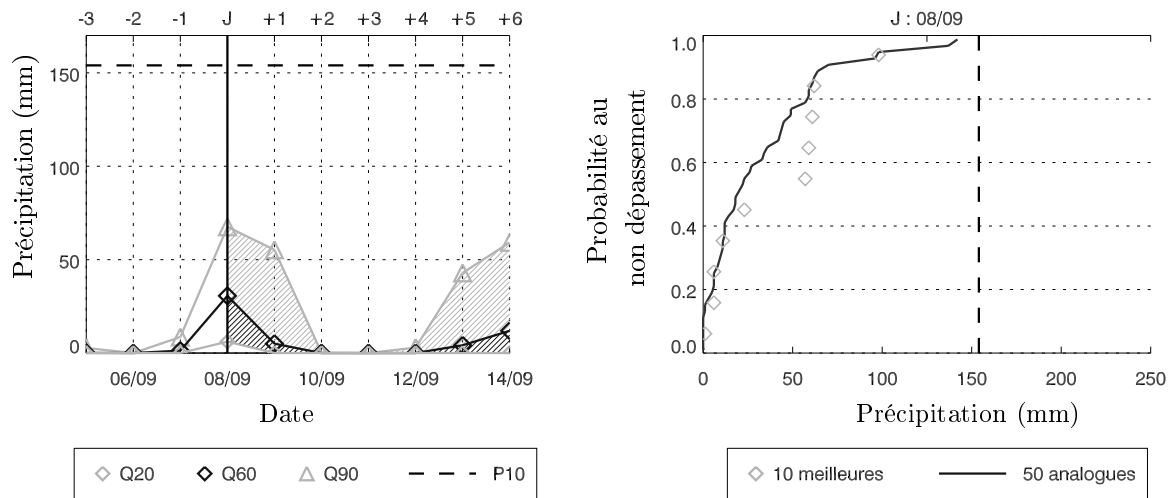 -3 -2 -1 J +1 +2 +3 +4 +5 +6
Précipitation (mm)
150
100
50
0
06/09 08/09 10/09 12/09 14/09
Date
Q20 Q60 Q90 P10
J : 08/09
Probabilité au
non dépassement
1.0
0.8
0.6
0.4
0.2
0.0
0 50 100 150 200 250
Précipitation (mm)
10 meilleures 50 analogues